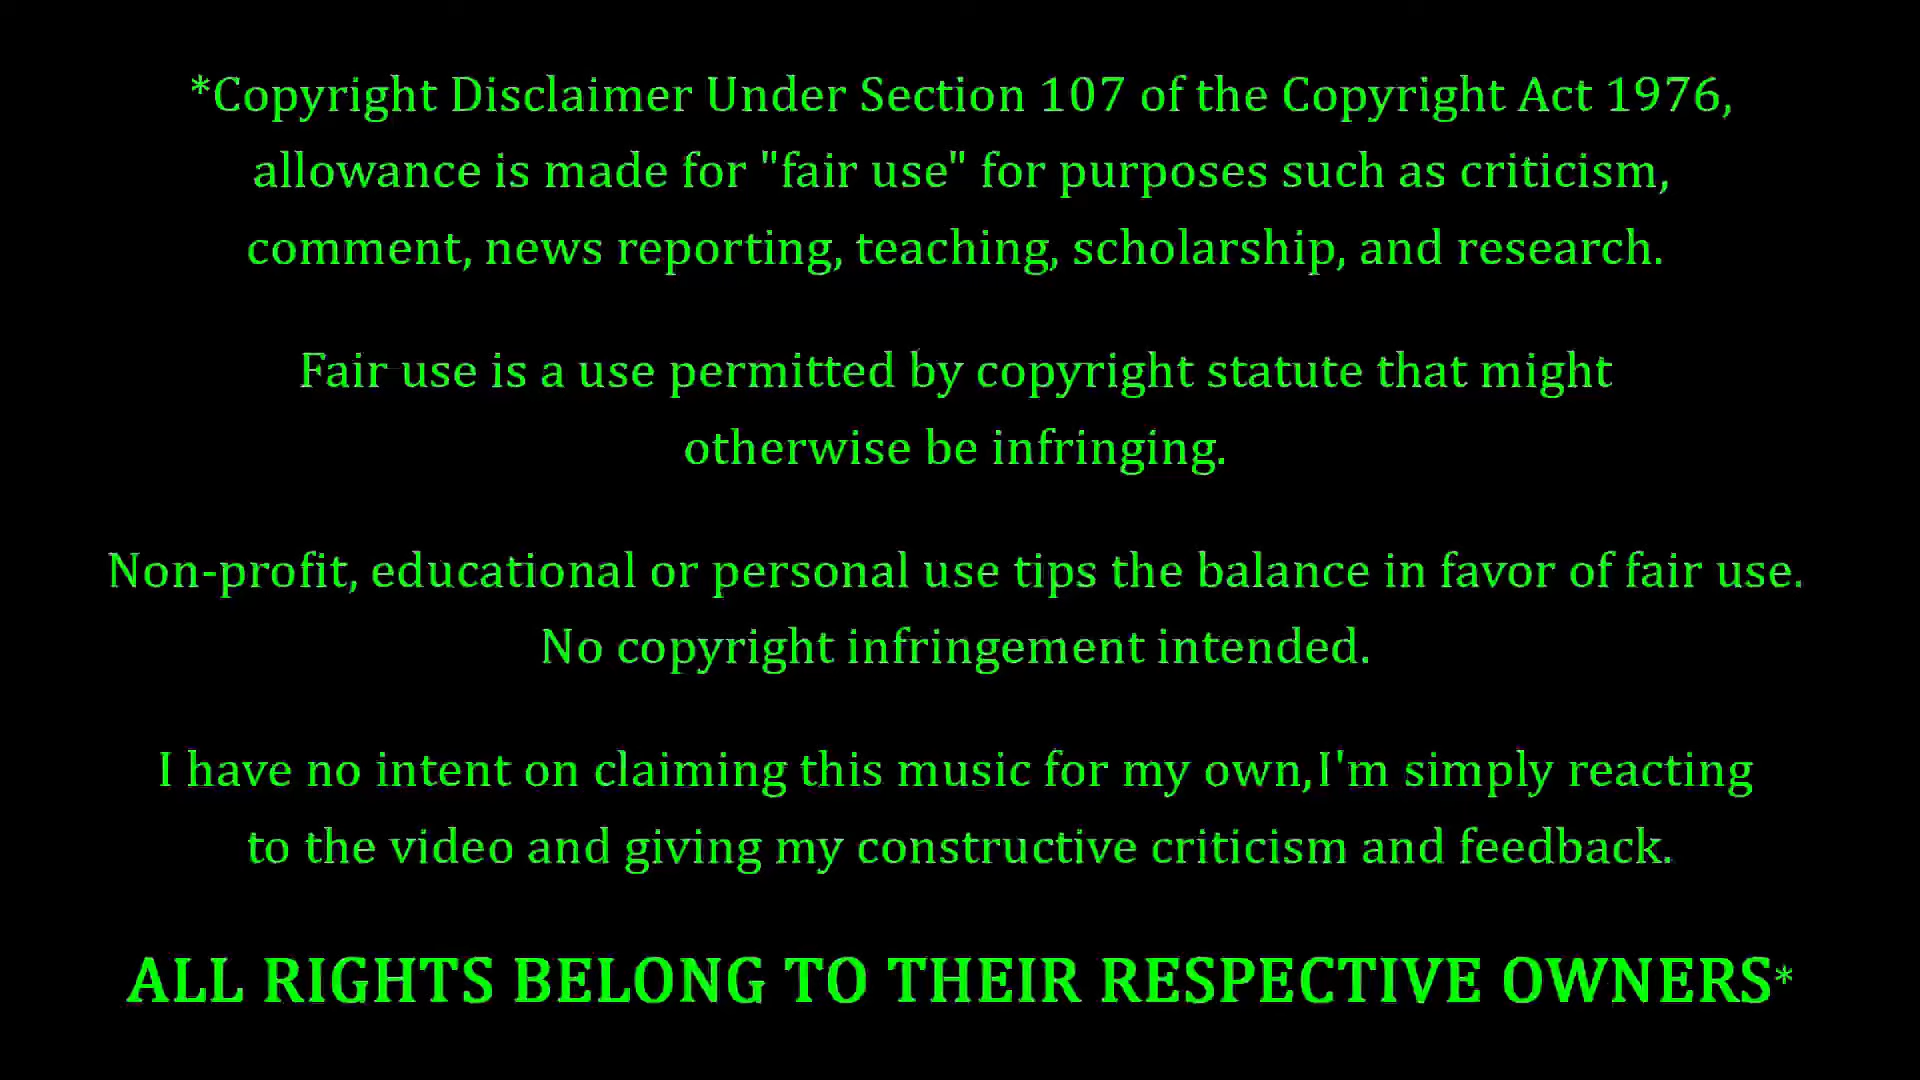 *Copyright Disclaimer Under Section 107 of the Copyright Act 1976,
allowance is made for "fair use" for purposes such as criticism,
comment, news reporting, teaching, scholarship, and research.
Fair use is a use permitted by copyright statute that might
otherwise be infringing.
Non-profit, educational or personal use tips the balance in favor of fair use.
No copyright infringement intended.
I have no intent on claiming this music for my own,I'm simply reacting
to the video and giving my constructive criticism and feedback.
ALL RIGHTS BELONG TO THEIR RESPECTIVE OWNERS*